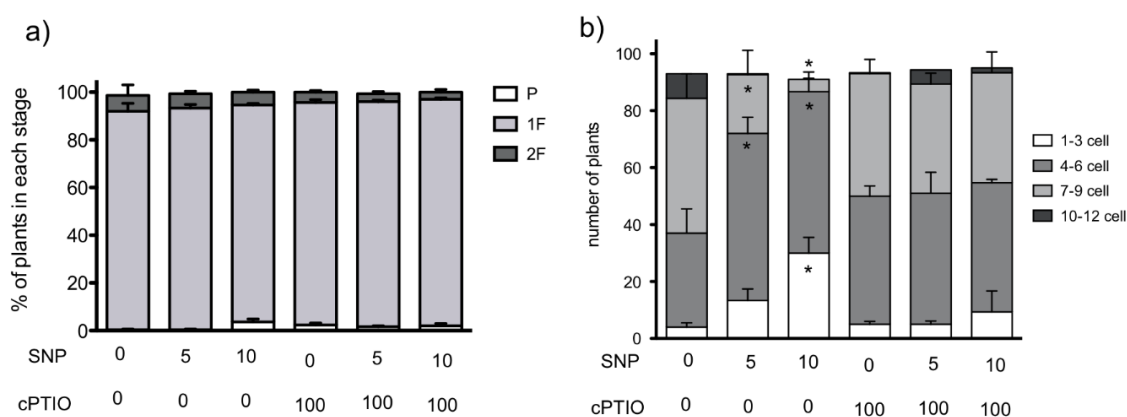 a)
% of plants in each stage
100
80
60
40
20
0
P
1F
2F
SNP 0 5 10 0 5 10
cPTIO 0 0 0 100 100 100
b)
number of plants
100
80
60
40
20
0
* * * * * *
1-3 cell
4-6 cell
7-9 cell
10-12 cell
SNP 0 5 10 0 5 10
cPTIO 0 0 0 100 100 100